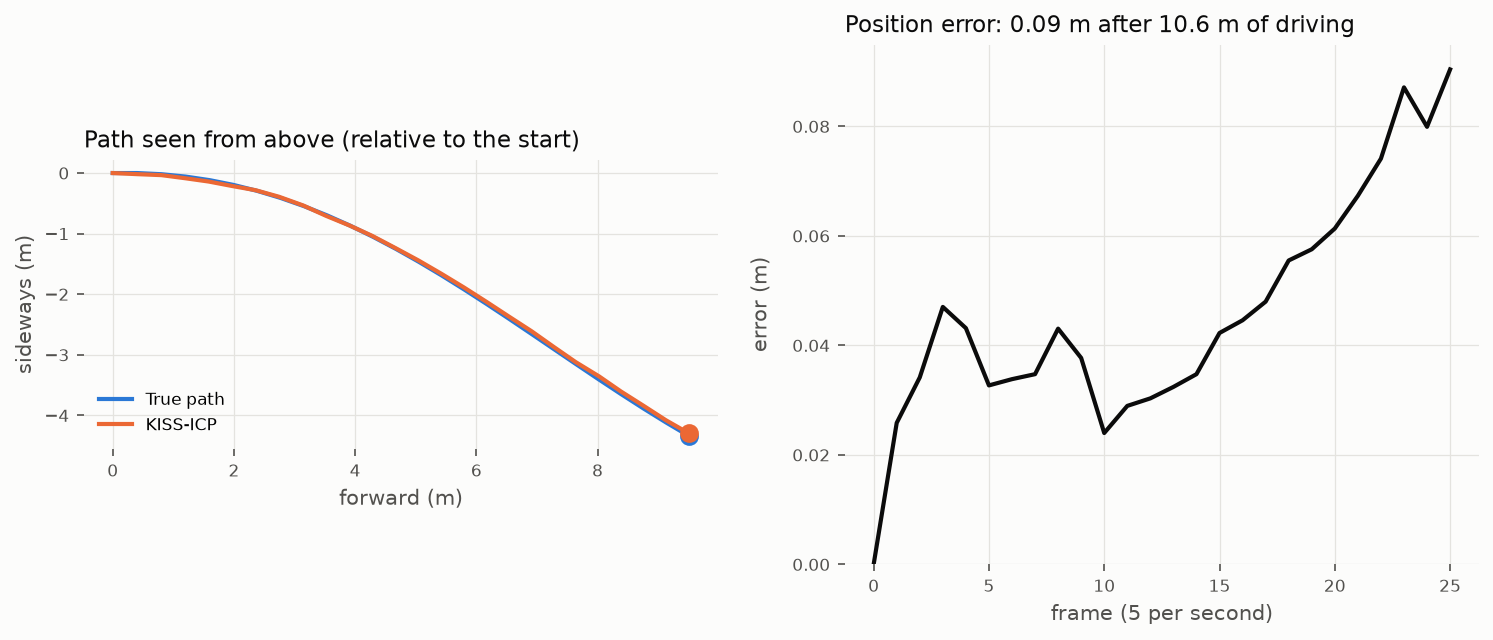 Path seen from above (relative to the start)
0
−1
−2
−3
−4
sideways (m)
True path
KISS-ICP
0 2 4 6 8
forward (m)
Position error: 0.09 m after 10.6 m of driving
0.08
0.06
0.04
0.02
0.00
error (m)
0 5 10 15 20 25
frame (5 per second)